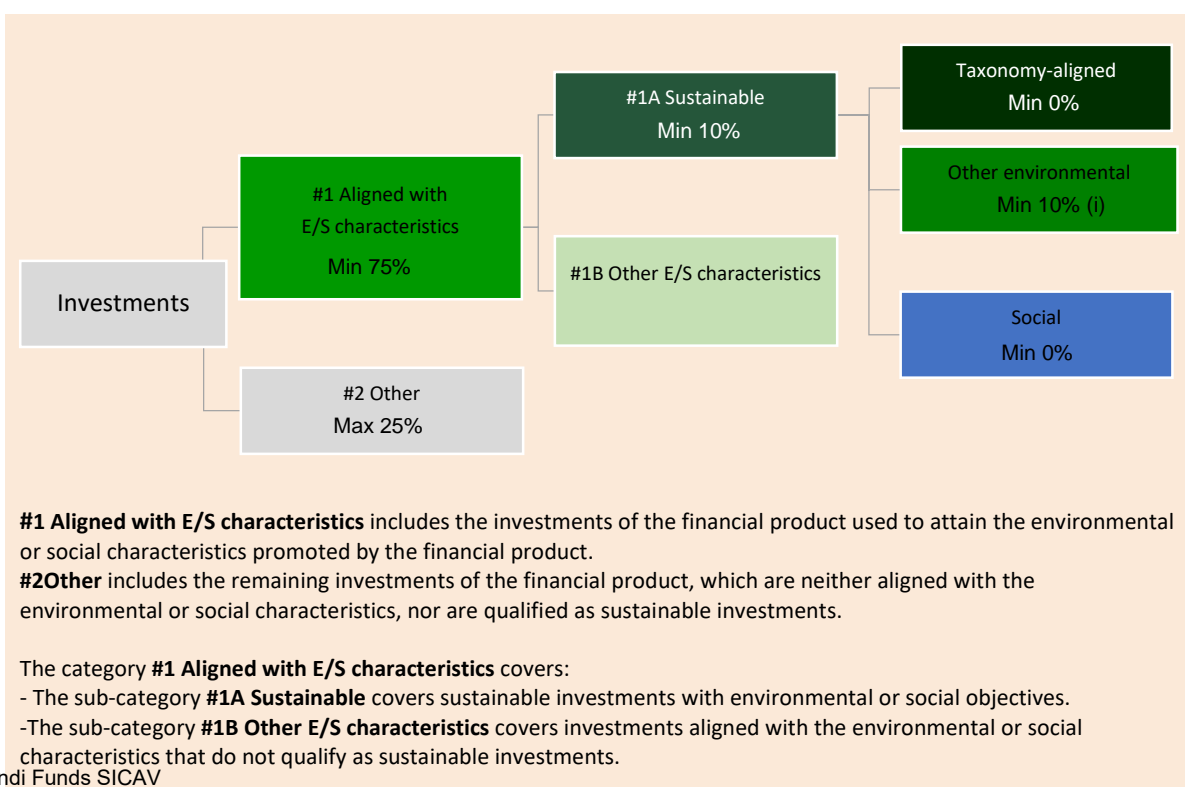 Taxonomy-aligned
Min 0%
#1A Sustainable
Min 10%
Other environmental
Min 10% (i)
#1 Aligned with
E/S characteristics
Min 75%
#1B Other E/S characteristics
Investments
Social
Min 0%
#2 Other
Max 25%
#1 Aligned with E/S characteristics includes the investments of the financial product used to attain the environmental
or social characteristics promoted by the financial product.
#2Other includes the remaining investments of the financial product, which are neither aligned with the
environmental or social characteristics, nor are qualified as sustainable investments.
The category #1 Aligned with E/S characteristics covers:
- The sub-category #1A Sustainable covers sustainable investments with environmental or social objectives.
-The sub-category #1B Other E/S characteristics covers investments aligned with the environmental or social
characteristics that do not qualify as sustainable investments.
ndi Funds SICAV